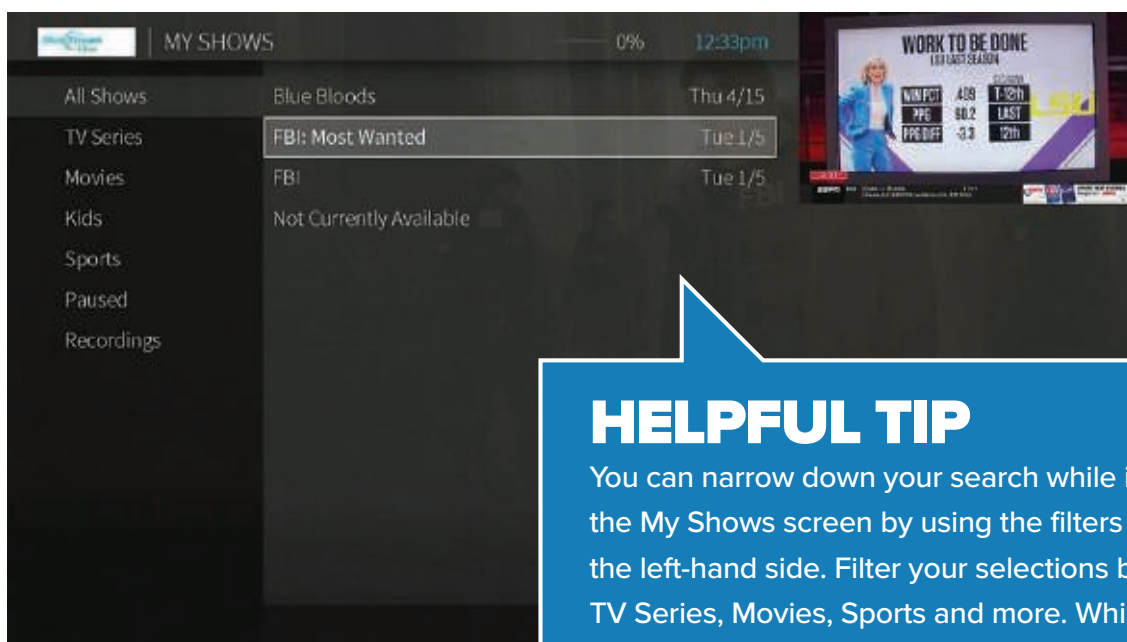 MY SHOWS
0%
12:33pm
All Shows
TV Series
Movies
Kids
Sports
Paused
Recordings
Blue Bloods Thu 4/15
FBI: Most Wanted Tue 1/5
FBI Tue 1/5
Not Currently Available
WORK TO BE DONE
LSU LAST SEASON
WIN PCT .409 T-12th
PPG 60.2 LAST
PPG DIFF -3.3 12th
LSU
ESPN
HELPFUL TIP
You can narrow down your search while
the My Shows screen by using the filters
the left-hand side. Filter your selections
TV Series, Movies, Sports and more. Whi